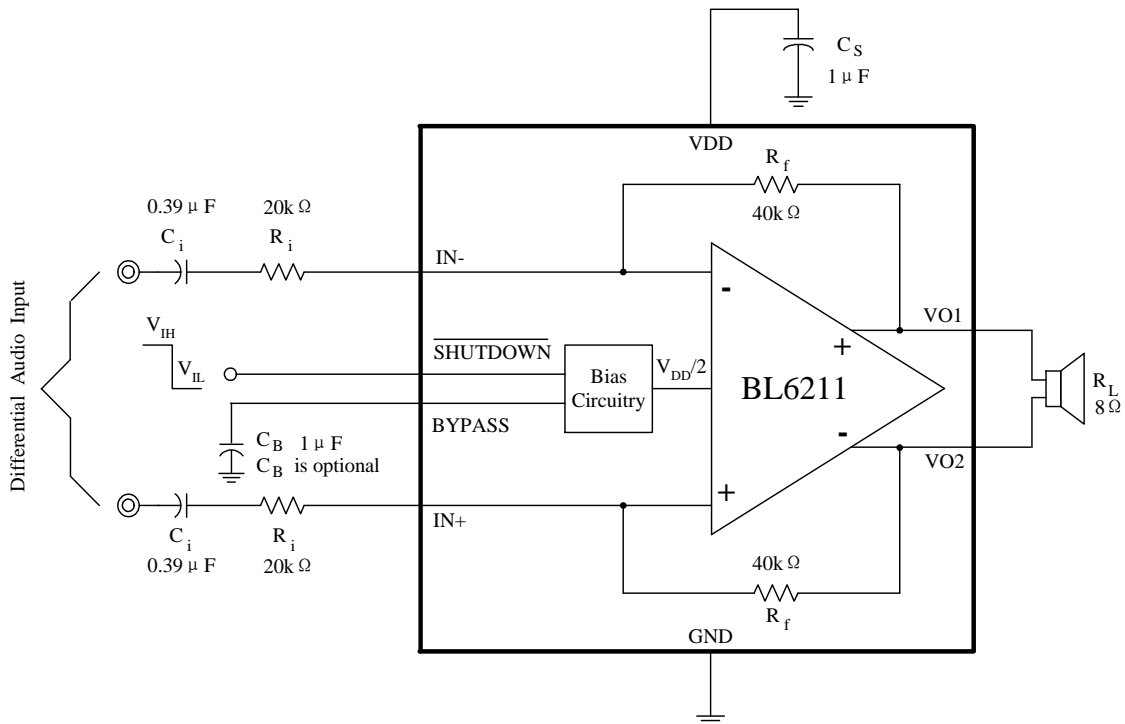 C S
1 μ F
VDD
R f
40k Ω
0.39 μ F
20k Ω
C i
R i
IN-
-
Differential Audio Input
V IH
V IL
SHUTDOWN
Bias
Circuitry
V DD/2
BL6211
+
-
VO1
R L
8 Ω
BYPASS
C B 1 μ F
C B is optional
VO2
+
IN+
C i
R i
0.39 μ F
20k Ω
40k Ω
R f
GND